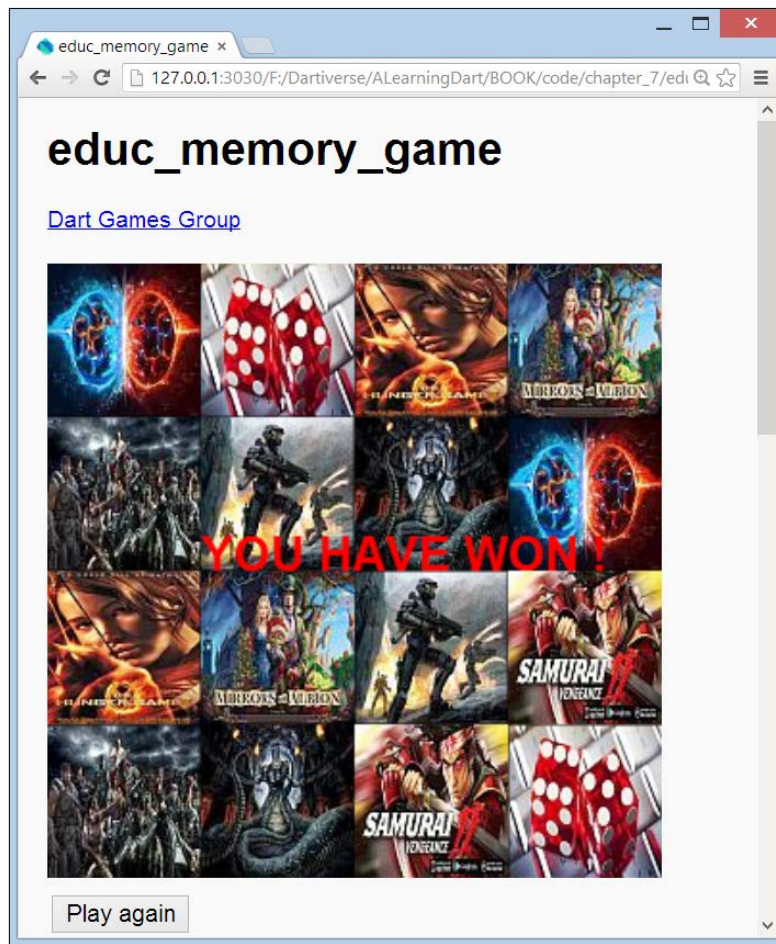 educ_memory_game
127.0.0.1:3030/F:/Dartiverse/ALearningDart/BOOK/code/chapter_7/edu
educ_memory_game
Dart Games Group
MIRRORS of ALBION
YOU HAVE WON !
MIRRORS of ALBION
SAMURAI II
VENGEANCE
SAMURAI II
VENGEANCE
Play again